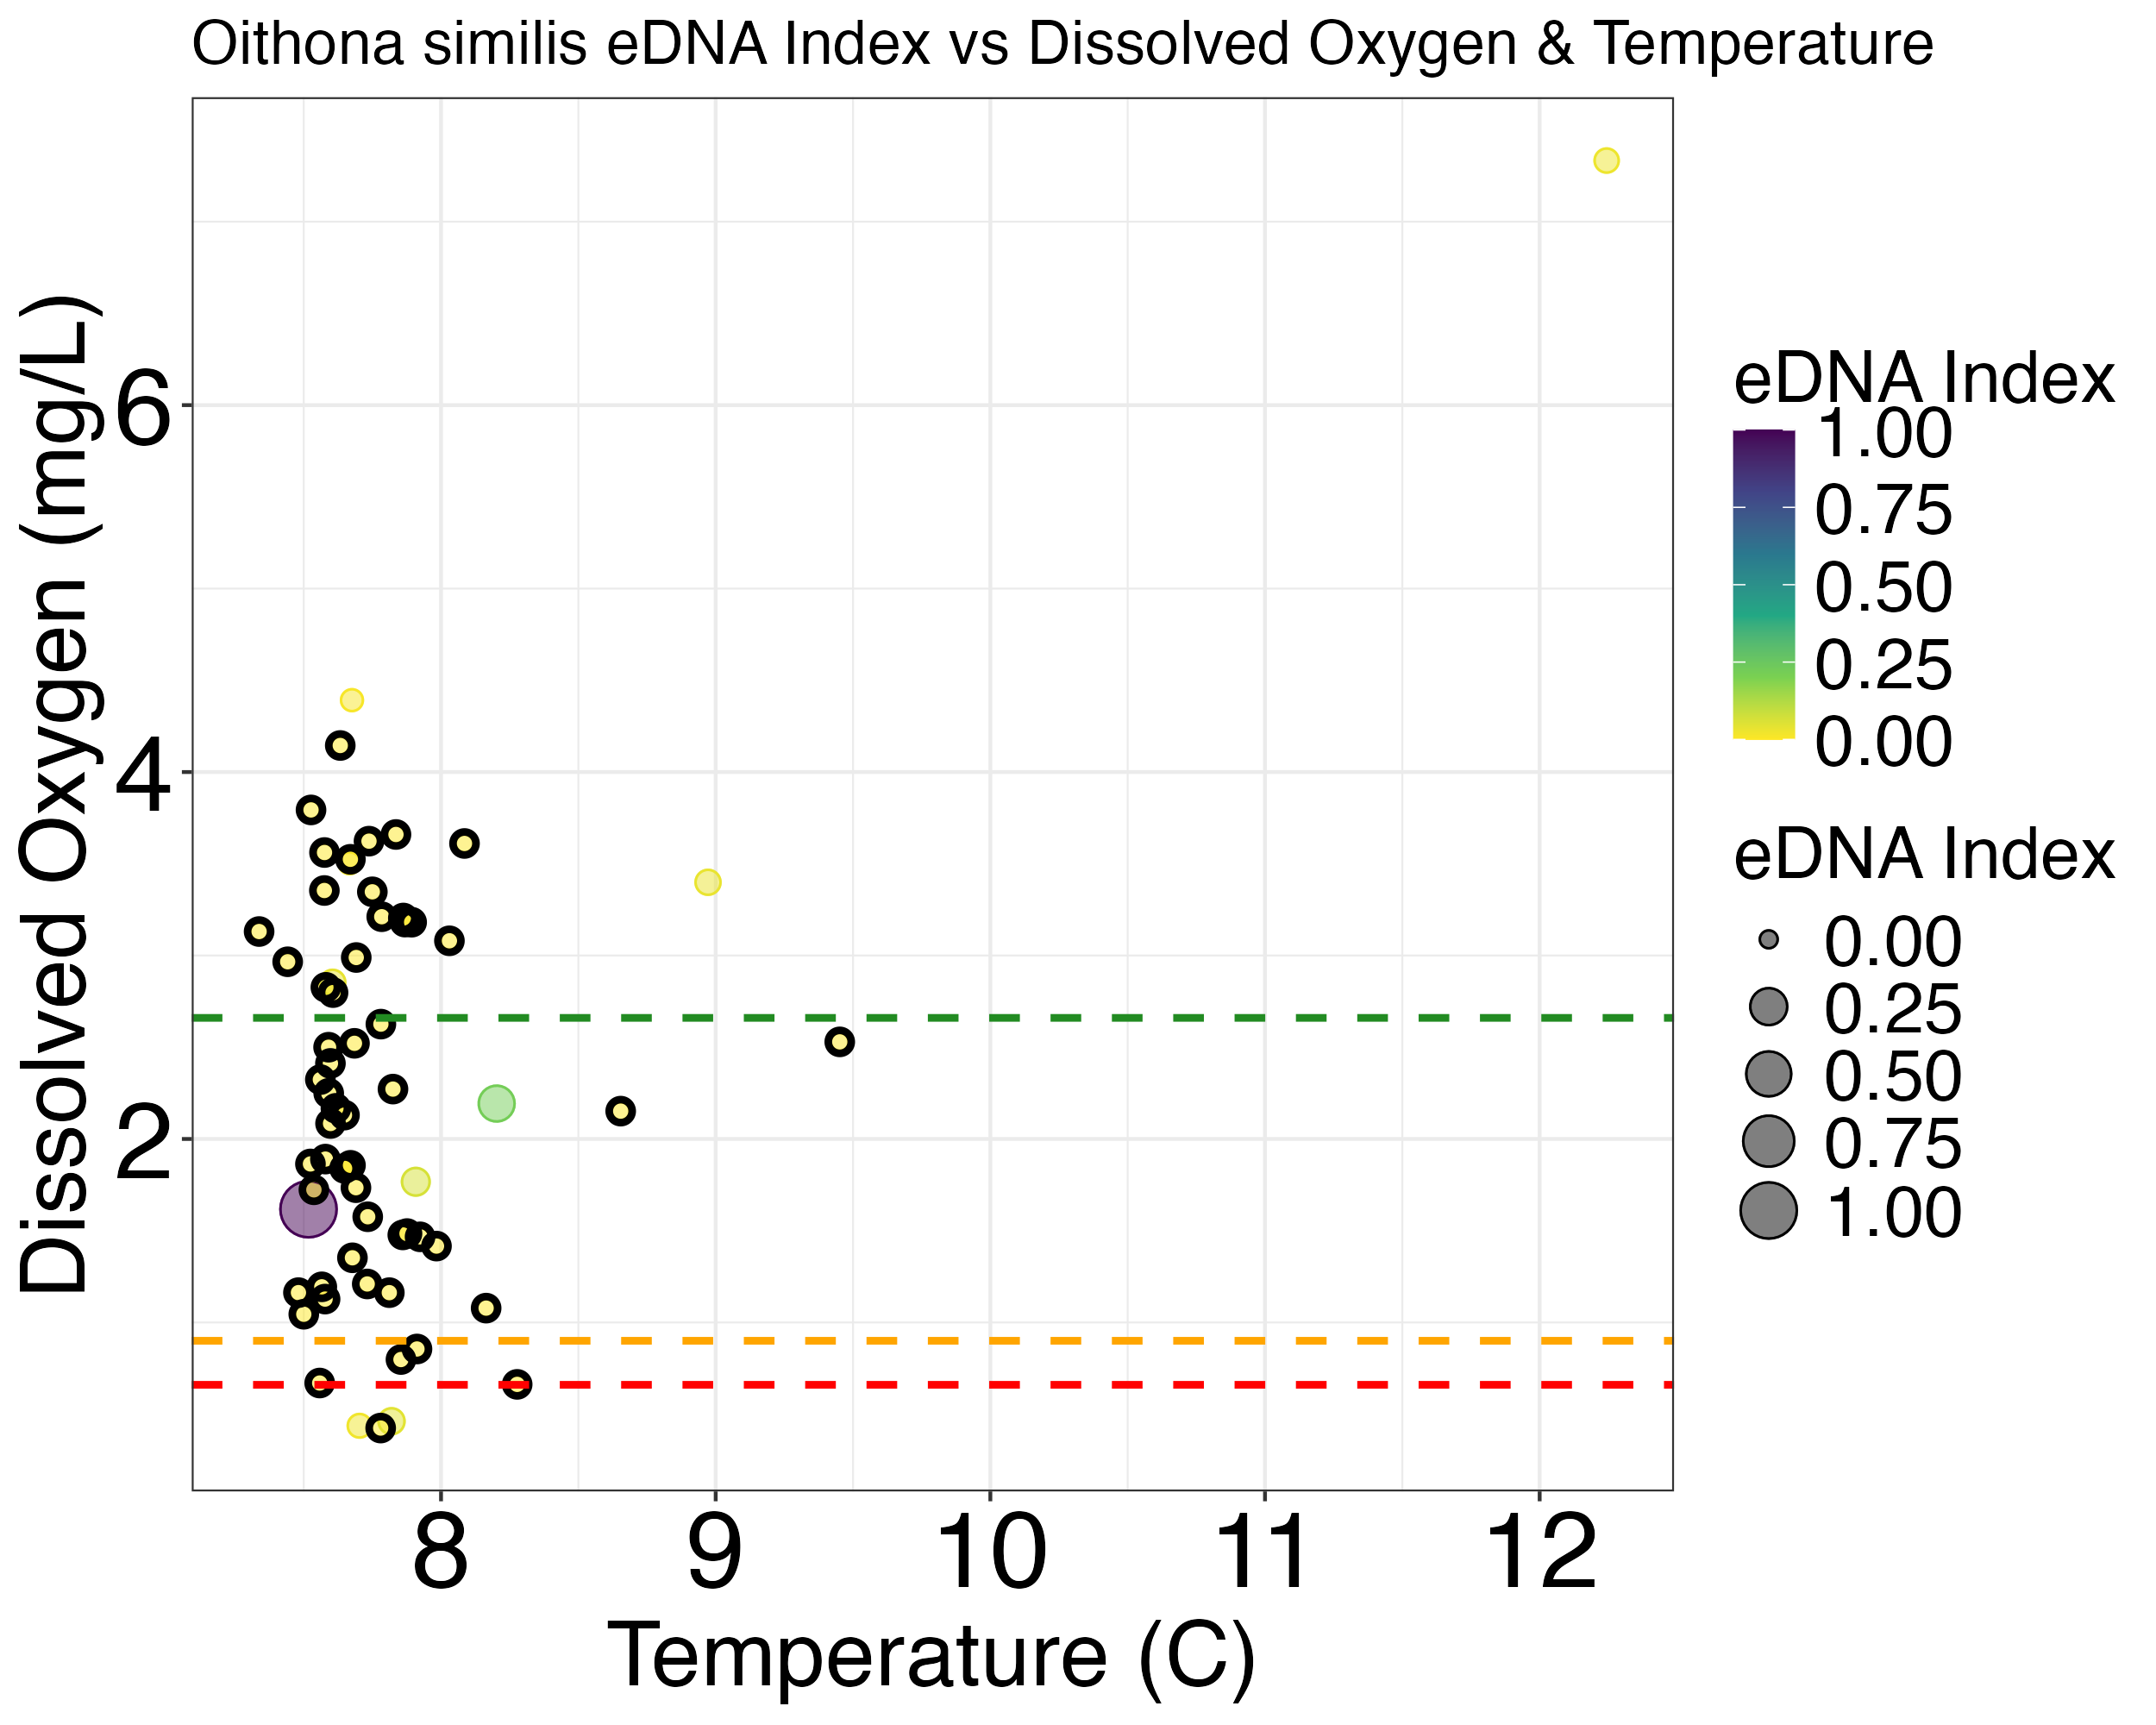 Oithona similis eDNA Index vs Dissolved Oxygen & Temperature
Dissolved Oxygen (mg/L)
6
4
2
8 9 10 11 12
Temperature (C)
eDNA Index
1.00
0.75
0.50
0.25
0.00
eDNA Index
0.00
0.25
0.50
0.75
1.00